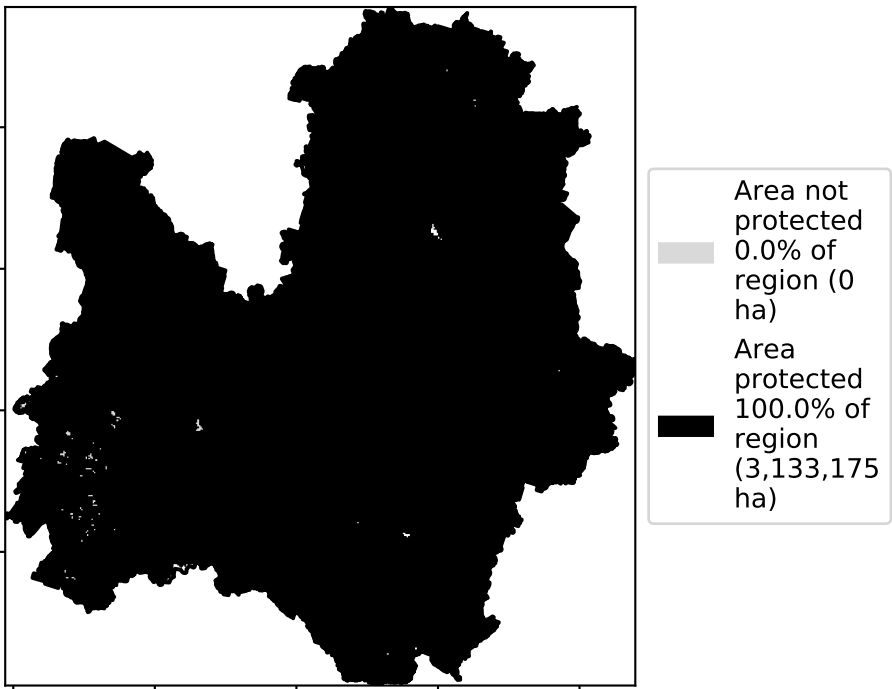 Area not
protected
0.0% of
region (0
ha)
Area
protected
100.0% of
region
(3,133,175
ha)